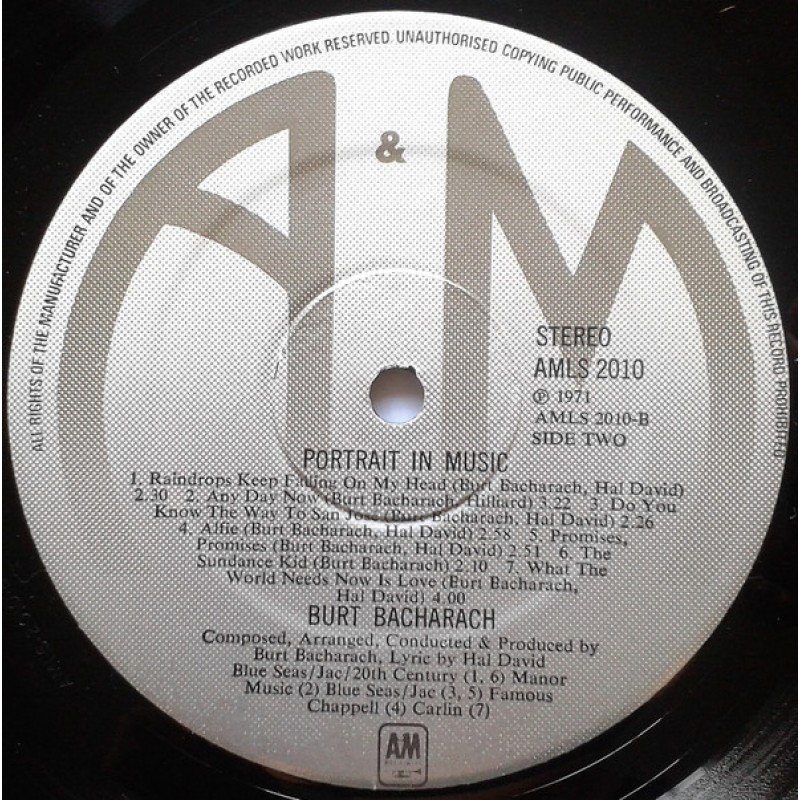 ALL RIGHTS OF THE MANUFACTURER AND OF THE OWNER OF THE RECORDED WORK RESERVED. UNAUTHORISED COPYING PUBLIC PERFORMANCE AND BROADCASTING OF THIS RECORD PROHIBITED
A & M
STEREO
AMLS 2010
℗ 1971
AMLS 2010-B
SIDE TWO
PORTRAIT IN MUSIC
1. Raindrops Keep Falling On My Head (Burt Bacharach, Hal David)
2.30 2. Any Day Now (Burt Bacharach, Hilliard) 3.22 3. Do You
Know The Way To San José (Burt Bacharach, Hal David) 2.26
4. Alfie (Burt Bacharach, Hal David) 2.58 5. Promises,
Promises (Burt Bacharach, Hal David) 2.51 6. The
Sundance Kid (Burt Bacharach) 2.10 7. What The
World Needs Now Is Love (Burt Bacharach,
Hal David) 4.00
BURT BACHARACH
Composed, Arranged, Conducted & Produced by
Burt Bacharach, Lyric by Hal David
Blue Seas/Jac/20th Century (1, 6) Manor
Music (2) Blue Seas/Jac (3, 5) Famous
Chappell (4) Carlin (7)
AM